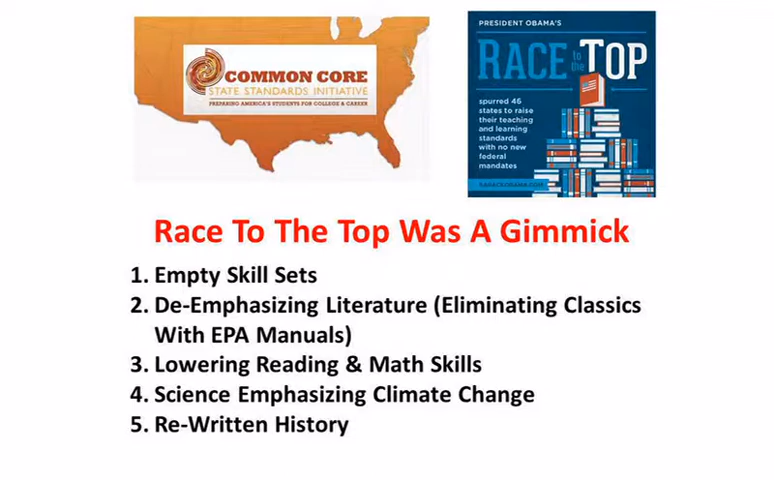 COMMON CORE
STATE STANDARDS INITIATIVE
PREPARING AMERICA'S STUDENTS FOR COLLEGE & CAREER
PRESIDENT OBAMA'S
RACE to the TOP
spurred 46
states to raise
their teaching
and learning
standards
with no new
federal
mandates
BARACKOBAMA.COM
Race To The Top Was A Gimmick
1. Empty Skill Sets
2. De-Emphasizing Literature (Eliminating Classics
With EPA Manuals)
3. Lowering Reading & Math Skills
4. Science Emphasizing Climate Change
5. Re-Written History